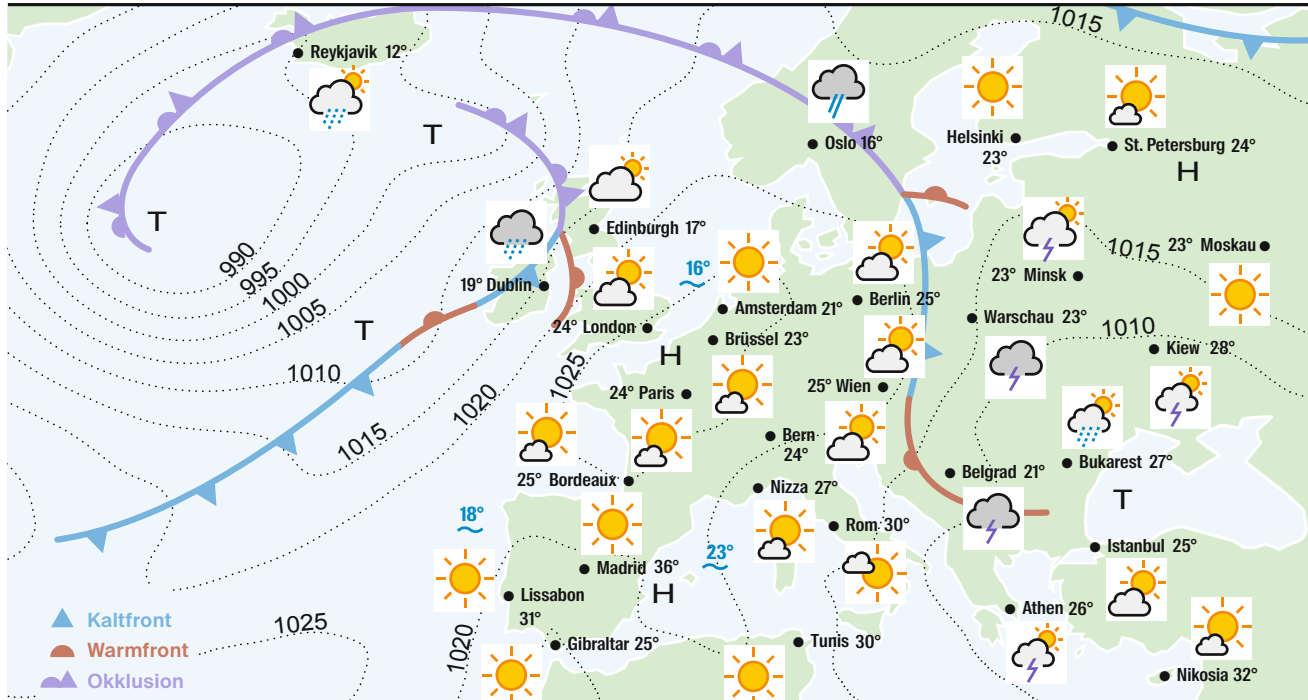 1015
Reykjavik 12°
T
Oslo 16°
Helsinki
23°
St. Petersburg 24°
H
T
990
995
1000
1005
1010
1015
1020
1025
Edinburgh 17°
19° Dublin
24° London
T
16°
Amsterdam 21°
Brüssel 23°
H
24° Paris
Berlin 25°
25° Wien
1015
23° Moskau
23° Minsk
Warschau 23°
1010
Kiew 28°
Bern
24°
25° Bordeaux
Nizza 27°
Belgrad 21°
Bukarest 27°
T
18°
23°
Rom 30°
Istanbul 25°
Madrid 36°
H
Lissabon
31°
Athen 26°
Gibraltar 25°
Tunis 30°
Nikosia 32°
1025
1020
Kaltfront
Warmfront
Okklusion